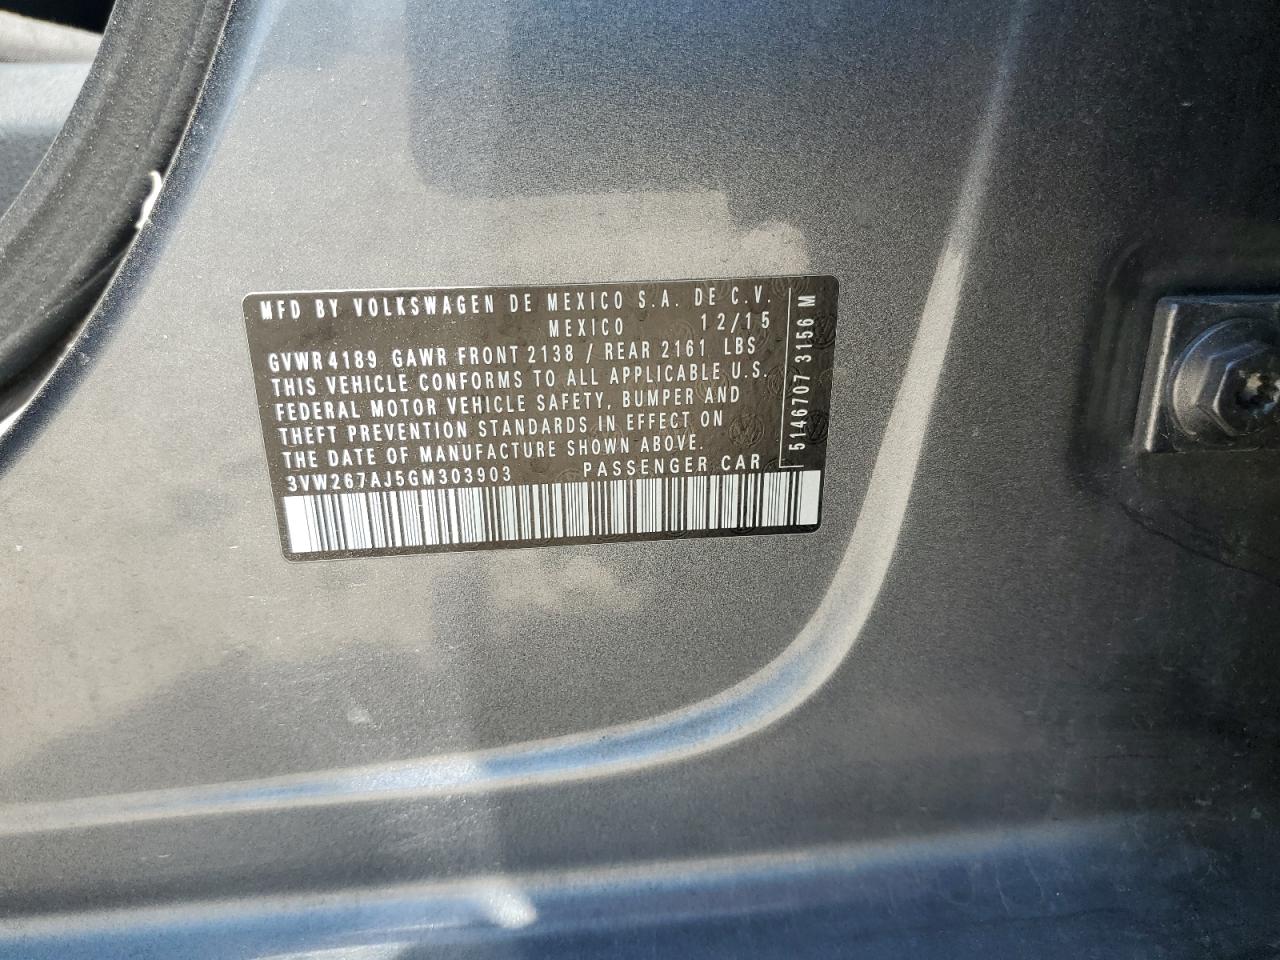 MFD BY VOLKSWAGEN DE MEXICO S.A. DE C.V.
MEXICO 12/15
GVWR 4189 GAWR FRONT 2138 / REAR 2161 LBS
THIS VEHICLE CONFORMS TO ALL APPLICABLE U.S.
FEDERAL MOTOR VEHICLE SAFETY, BUMPER AND
THEFT PREVENTION STANDARDS IN EFFECT ON
THE DATE OF MANUFACTURE SHOWN ABOVE.
3VW267AJ5GM303903 PASSENGER CAR
5146707 3156 M